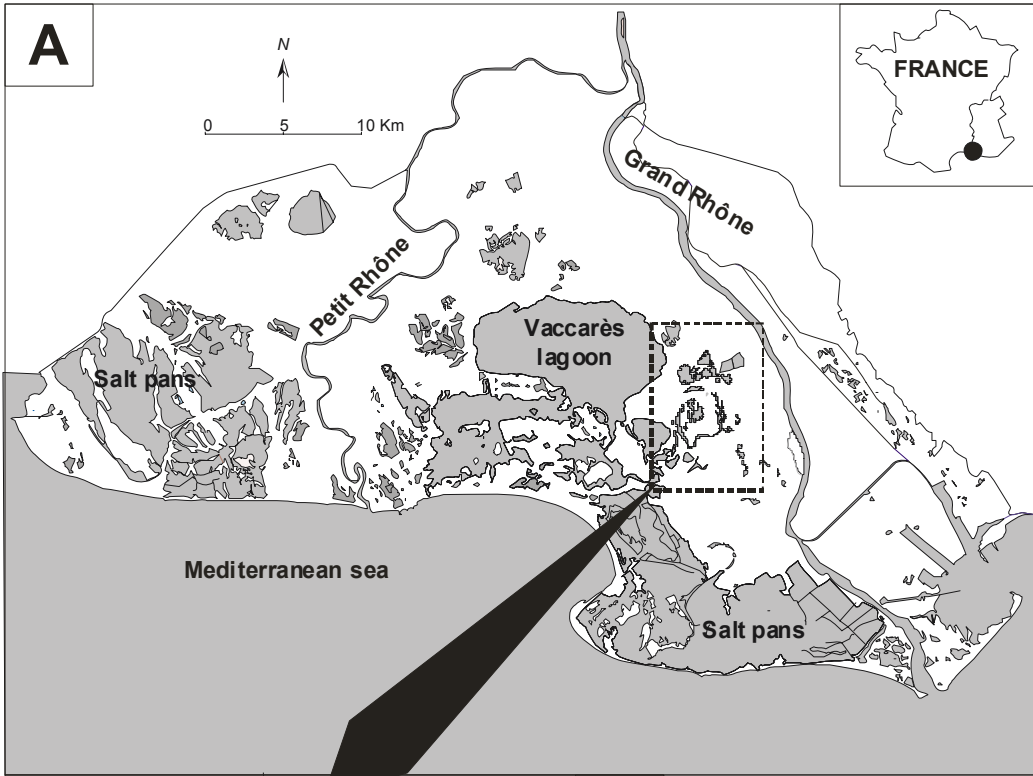 A
N
0 5 10 Km
FRANCE
Grand Rhône
Petit Rhône
Vaccarès
lagoon
Salt pans
Mediterranean sea
Salt pans